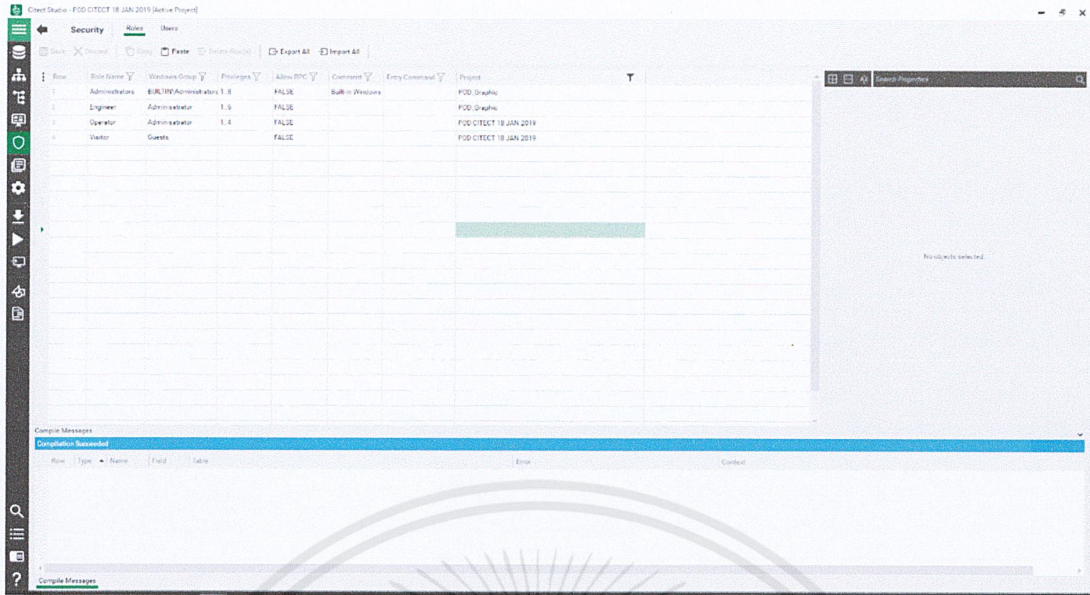 Citect Studio - POD CITECT 18 JAN 2019 [Active Project]
Security Roles Users
Save Discard Copy Paste Delete Row(s) Export All Import All
Row Role Name Windows Group Privileges Allow RPC Comment Entry Command Project
1 Administrators BUILTIN\Administrators 1..8 FALSE Built-in Windows POD_Graphic
2 Engineer Administrator 1..6 FALSE POD_Graphic
3 Operator Administrator 1..4 FALSE POD CITECT 18 JAN 2019
4 Visitor Guests FALSE POD CITECT 18 JAN 2019
Search Properties
No objects selected.
Compile Messages
Compilation Succeeded
Row Type Name Field Table Error Context
Compile Messages